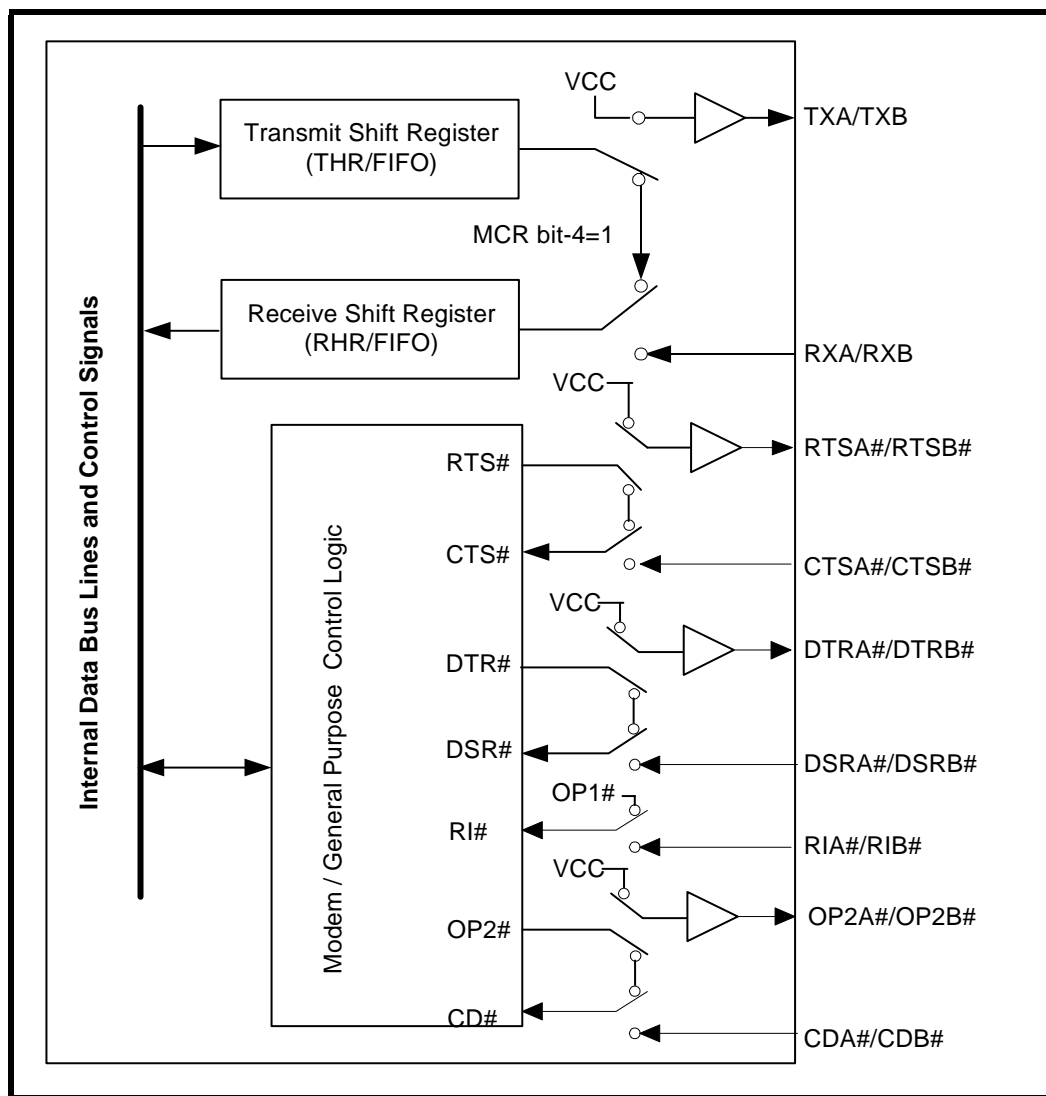 VCC
TXA/TXB
Transmit Shift Register
(THR/FIFO)
MCR bit-4=1
Receive Shift Register
(RHR/FIFO)
RXA/RXB
Internal Data Bus Lines and Control Signals
VCC
RTSA#/RTSB#
RTS#
CTS#
CTSA#/CTSB#
Modem / General Purpose Control Logic
VCC
DTRA#/DTRB#
DTR#
DSR#
DSRA#/DSRB#
OP1#
RI#
RIA#/RIB#
VCC
OP2A#/OP2B#
OP2#
CD#
CDA#/CDB#